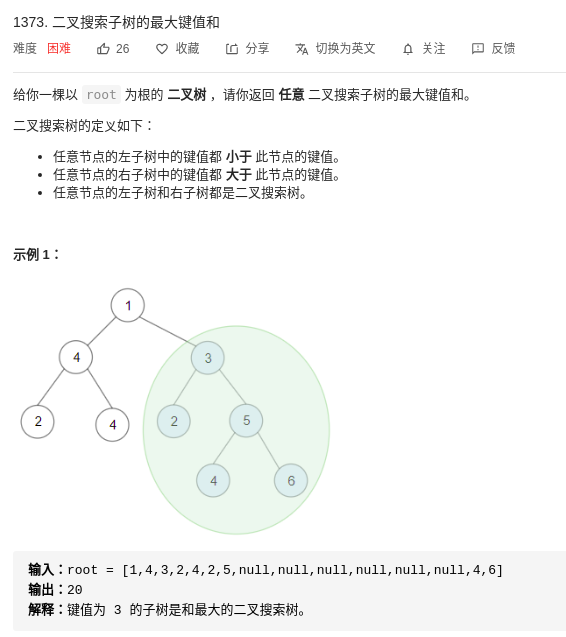 1373. 二叉搜索子树的最大键值和
难度 困难 26 收藏 分享 切换为英文 关注 反馈
给你一棵以 root 为根的 二叉树 ，请你返回 任意 二叉搜索子树的最大键值和。
二叉搜索树的定义如下：
• 任意节点的左子树中的键值都 小于 此节点的键值。
• 任意节点的右子树中的键值都 大于 此节点的键值。
• 任意节点的左子树和右子树都是二叉搜索树。
示例 1：
1
4 3
2 4 2 5
4 6
输入：root = [1,4,3,2,4,2,5,null,null,null,null,null,null,4,6]
输出：20
解释：键值为 3 的子树是和最大的二叉搜索树。